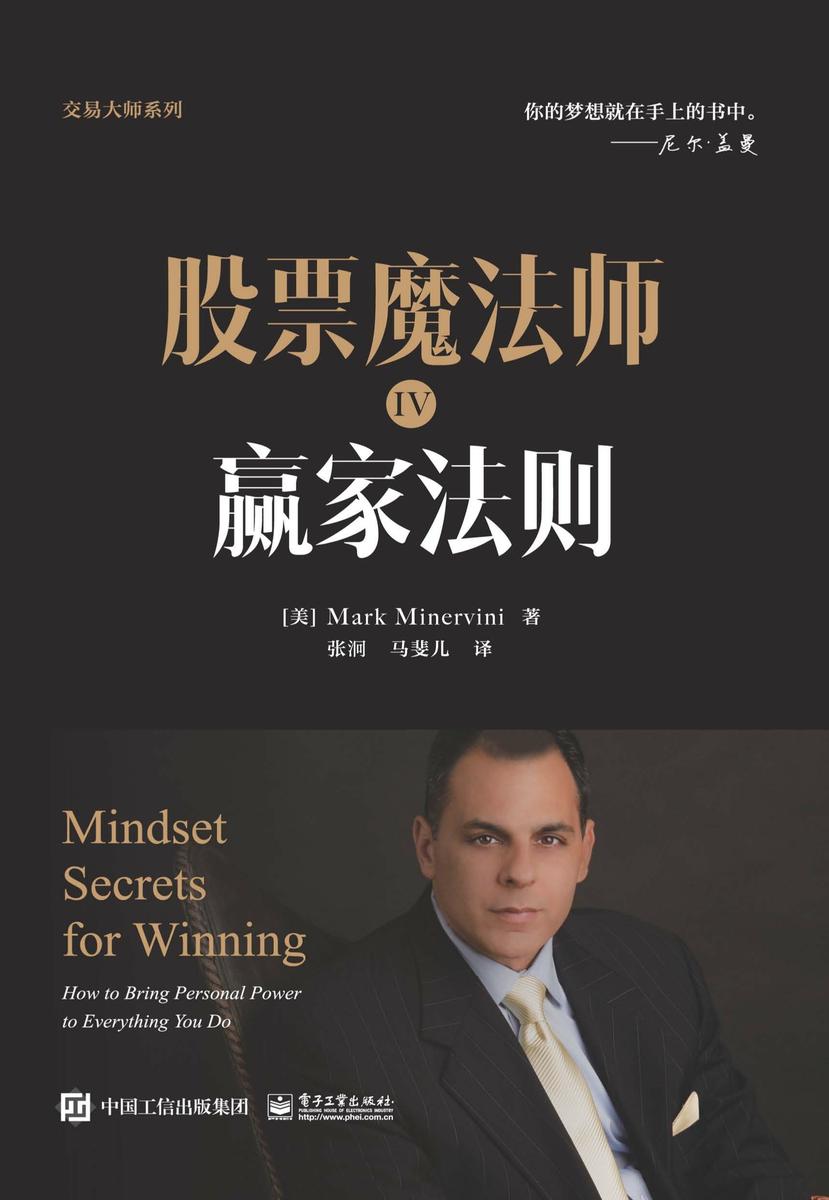 交易大师系列
你的梦想就在手上的书中。
——尼尔·盖曼
股票魔法师
IV
赢家法则
[美] Mark Minervini 著
张泂 马斐儿 译
Mindset
Secrets
for Winning
How to Bring Personal Power
to Everything You Do
中国工信出版集团
電子工業出版社·
PUBLISHING HOUSE OF ELECTRONICS INDUSTRY
http://www.phei.com.cn